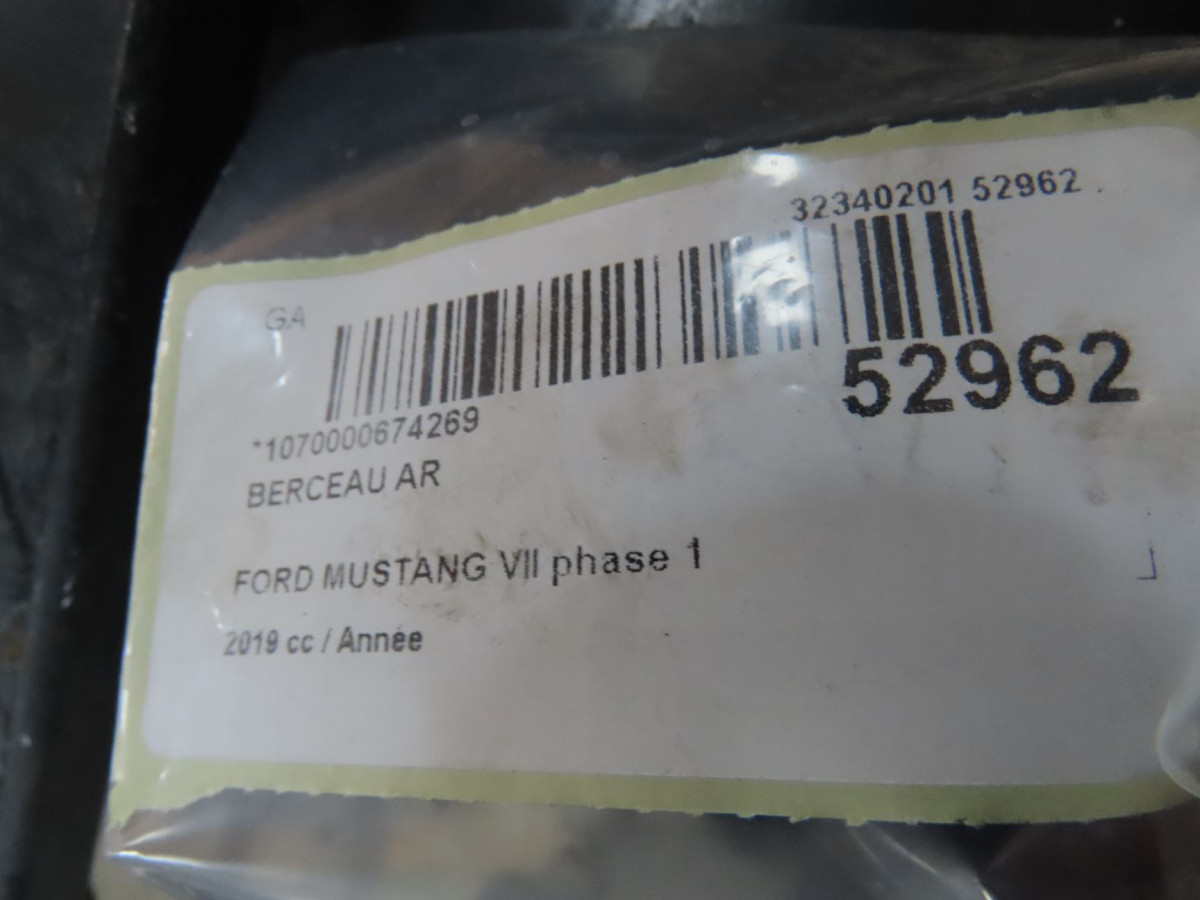 32340201 52962
GA
52962
*1070000674269
BERCEAU AR
FORD MUSTANG VII phase 1
2019 cc / Année